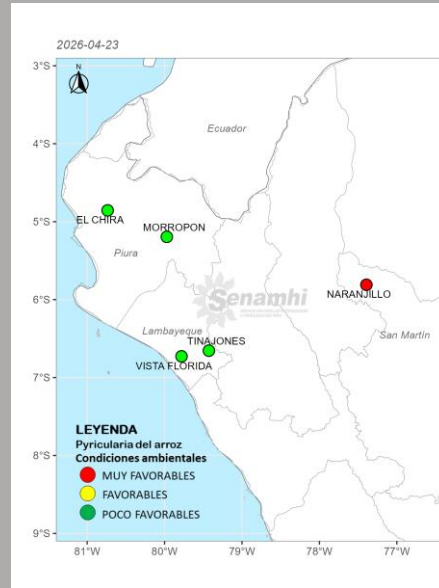 2026-04-23
N
3°S
Ecuador
4°S
EL CHIRA
5°S
MORROPON
Piura
NARANJILLO
6°S
Senamhi
Lambayeque
San Martín
TINAJONES
VISTA FLORIDA
7°S
LEYENDA
Pyricularia del arroz
Condiciones ambientales
8°S
MUY FAVORABLES
FAVORABLES
POCO FAVORABLES
9°S
81°W
80°W
79°W
78°W
77°W